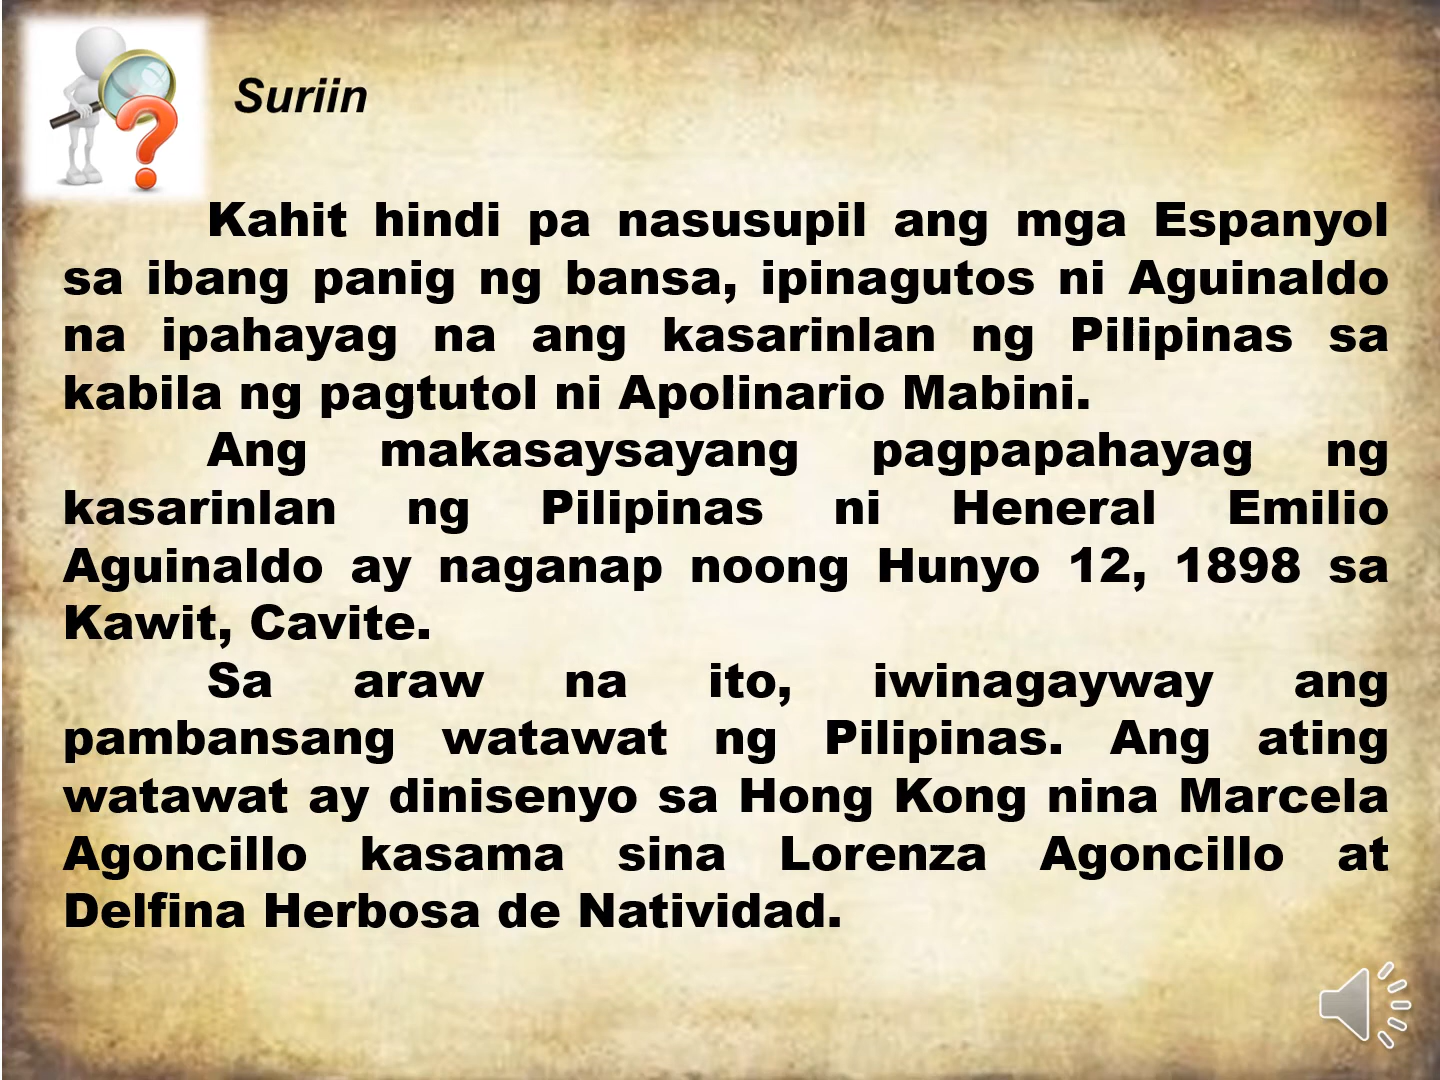 Suriin
Kahit hindi pa nasusupil ang mga Espanyol
sa ibang panig ng bansa, ipinagutos ni Aguinaldo
na ipahayag na ang kasarinlan ng Pilipinas sa
kabila ng pagtutol ni Apolinario Mabini.
Ang makasaysayang pagpapahayag ng
kasarinlan ng Pilipinas ni Heneral Emilio
Aguinaldo ay naganap noong Hunyo 12, 1898 sa
Kawit, Cavite.
Sa araw na ito, iwinagayway ang
pambansang watawat ng Pilipinas. Ang ating
watawat ay dinisenyo sa Hong Kong nina Marcela
Agoncillo kasama sina Lorenza Agoncillo at
Delfina Herbosa de Natividad.